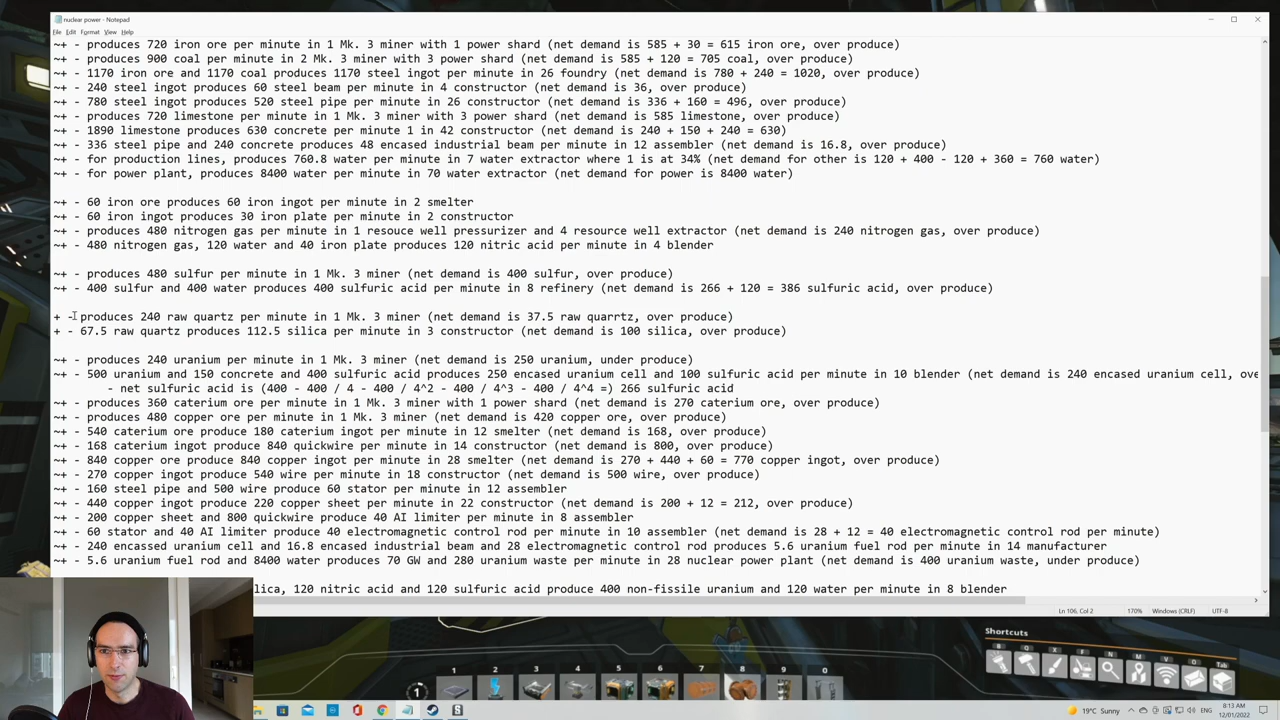 nuclear power - Notepad
File Edit Format View Help
~+ - produces 720 iron ore per minute in 1 Mk. 3 miner with 1 power shard (net demand is 585 + 30 = 615 iron ore, over produce)
~+ - produces 900 coal per minute in 2 Mk. 3 miner with 3 power shard (net demand is 585 + 120 = 705 coal, over produce)
~+ - 1170 iron ore and 1170 coal produces 1170 steel ingot per minute in 26 foundry (net demand is 780 + 240 = 1020, over produce)
~+ - 240 steel ingot produces 60 steel beam per minute in 4 constructor (net demand is 36, over produce)
~+ - 780 steel ingot produces 520 steel pipe per minute in 26 constructor (net demand is 336 + 160 = 496, over produce)
~+ - produces 720 limestone per minute in 1 Mk. 3 miner with 3 power shard (net demand is 585 limestone, over produce)
~+ - 1890 limestone produces 630 concrete per minute 1 in 42 constructor (net demand is 240 + 150 + 240 = 630)
~+ - 336 steel pipe and 240 concrete produces 48 encased industrial beam per minute in 12 assembler (net demand is 16.8, over produce)
~+ - for production lines, produces 760.8 water per minute in 7 water extractor where 1 is at 34% (net demand for other is 120 + 400 - 120 + 360 = 760 water)
~+ - for power plant, produces 8400 water per minute in 70 water extractor (net demand for power is 8400 water)
~+ - 60 iron ore produces 60 iron ingot per minute in 2 smelter
~+ - 60 iron ingot produces 30 iron plate per minute in 2 constructor
~+ - produces 480 nitrogen gas per minute in 1 resouce well pressurizer and 4 resource well extractor (net demand is 240 nitrogen gas, over produce)
~+ - 480 nitrogen gas, 120 water and 40 iron plate produces 120 nitric acid per minute in 4 blender
~+ - produces 480 sulfur per minute in 1 Mk. 3 miner (net demand is 400 sulfur, over produce)
~+ - 400 sulfur and 400 water produces 400 sulfuric acid per minute in 8 refinery (net demand is 266 + 120 = 386 sulfuric acid, over produce)
+ - produces 240 raw quartz per minute in 1 Mk. 3 miner (net demand is 37.5 raw quarrtz, over produce)
+ - 67.5 raw quartz produces 112.5 silica per minute in 3 constructor (net demand is 100 silica, over produce)
~+ - produces 240 uranium per minute in 1 Mk. 3 miner (net demand is 250 uranium, under produce)
~+ - 500 uranium and 150 concrete and 400 sulfuric acid produces 250 encased uranium cell and 100 sulfuric acid per minute in 10 blender (net demand is 240 encased uranium cell, ove
- net sulfuric acid is (400 - 400 / 4 - 400 / 4^2 - 400 / 4^3 - 400 / 4^4 =) 266 sulfuric acid
~+ - produces 360 caterium ore per minute in 1 Mk. 3 miner with 1 power shard (net demand is 270 caterium ore, over produce)
~+ - produces 480 copper ore per minute in 1 Mk. 3 miner (net demand is 420 copper ore, over produce)
~+ - 540 caterium ore produce 180 caterium ingot per minute in 12 smelter (net demand is 168, over produce)
~+ - 168 caterium ingot produce 840 quickwire per minute in 14 constructor (net demand is 800, over produce)
~+ - 840 copper ore produce 840 copper ingot per minute in 28 smelter (net demand is 270 + 440 + 60 = 770 copper ingot, over produce)
~+ - 270 copper ingot produce 540 wire per minute in 18 constructor (net demand is 500 wire, over produce)
~+ - 160 steel pipe and 500 wire produce 60 stator per minute in 12 assembler
~+ - 440 copper ingot produce 220 copper sheet per minute in 22 constructor (net demand is 200 + 12 = 212, over produce)
~+ - 200 copper sheet and 800 quickwire produce 40 AI limiter per minute in 8 assembler
~+ - 60 stator and 40 AI limiter produce 40 electromagnetic control rod per minute in 10 assembler (net demand is 28 + 12 = 40 electromagnetic control rod per minute)
~+ - 240 encassed uranium cell and 16.8 encased industrial beam and 28 electromagnetic control rod produces 5.6 uranium fuel rod per minute in 14 manufacturer
~+ - 5.6 uranium fuel rod and 8400 water produces 70 GW and 280 uranium waste per minute in 28 nuclear power plant (net demand is 400 uranium waste, under produce)
lica, 120 nitric acid and 120 sulfuric acid produce 400 non-fissile uranium and 120 water per minute in 8 blender
Ln 106, Col 2
170%
Windows (CRLF)
UTF-8
Shortcuts
1 2 3 4 5 6 7 8 9 0
1
19°C Sunny
ENG
8:13 AM
12/01/2022